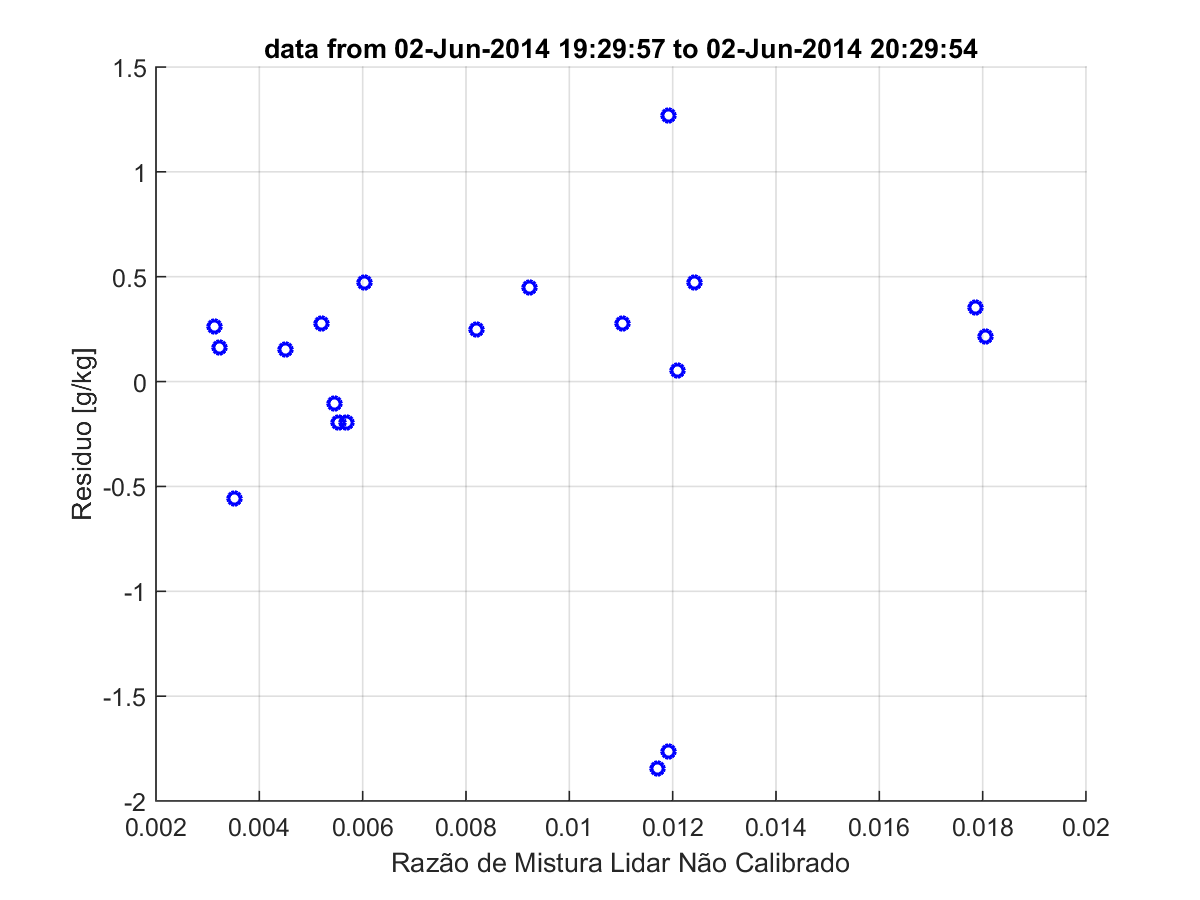 data from 02-Jun-2014 19:29:57 to 02-Jun-2014 20:29:54
1.5
1
0.5
0
-0.5
-1
-1.5
-2
Residuo [g/kg]
0.002 0.004 0.006 0.008 0.01 0.012 0.014 0.016 0.018 0.02
Razão de Mistura Lidar Não Calibrado